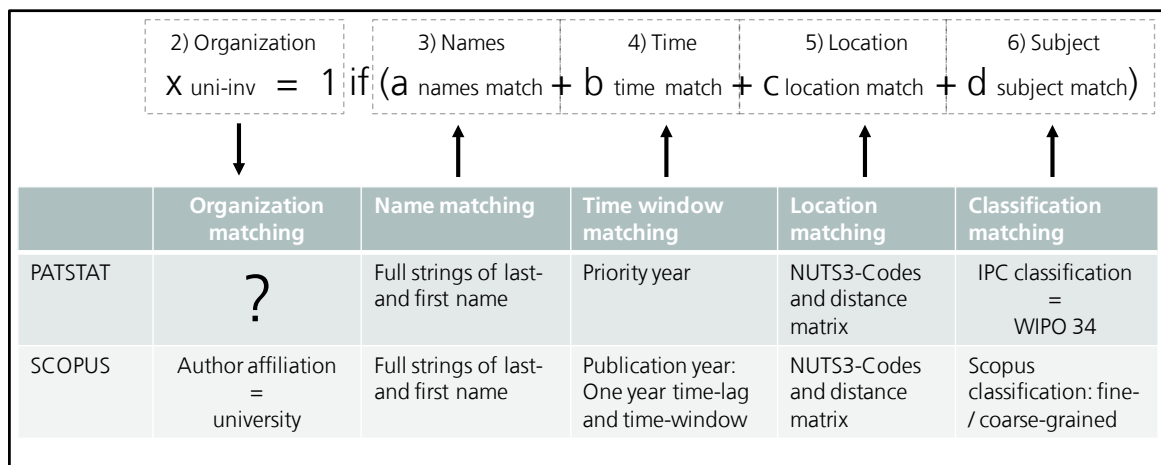 2) Organization 3) Names 4) Time 5) Location 6) Subject
x uni-inv = 1 if (a names match + b time match + c location match + d subject match)
Organization matching
Name matching
Time window matching
Location matching
Classification matching
PATSTAT
?
Full strings of last-
and first name
Priority year
NUTS3-Codes
and distance
matrix
IPC classification
=
WIPO 34
SCOPUS
Author affiliation
=
university
Full strings of last-
and first name
Publication year:
One year time-lag
and time-window
NUTS3-Codes
and distance
matrix
Scopus
classification: fine-
/ coarse-grained